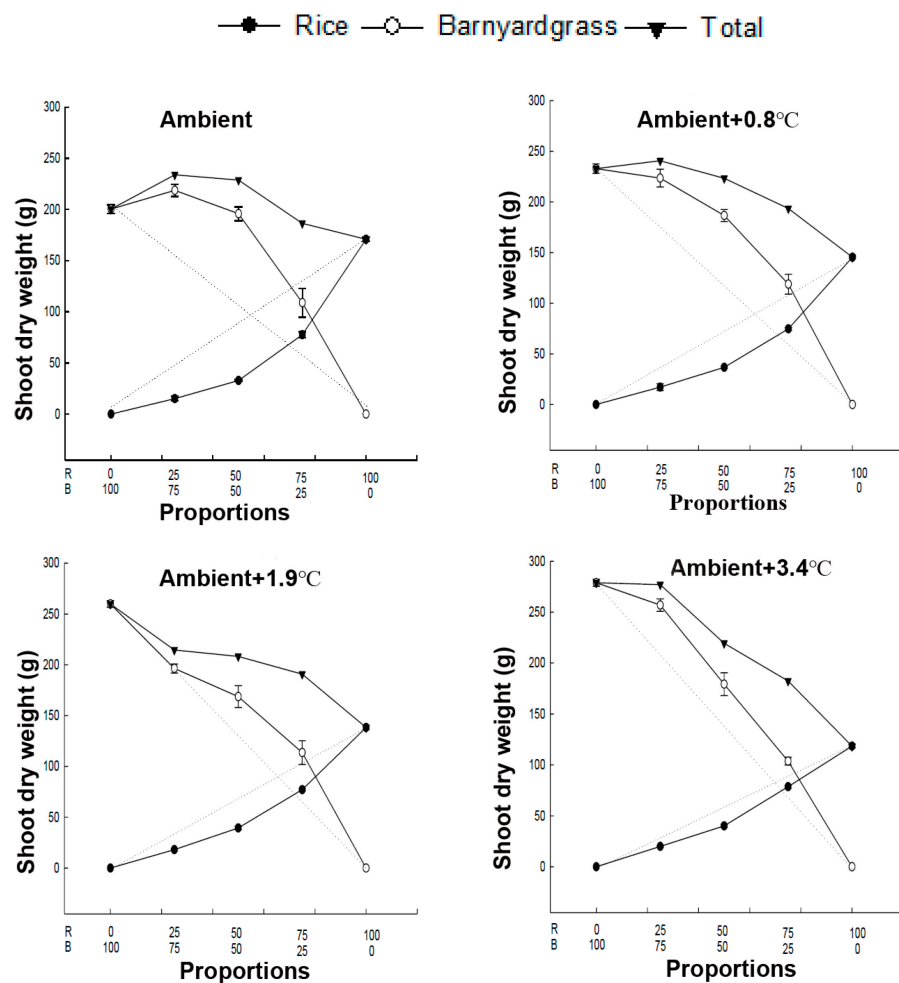 Rice Barnyardgrass Total
Ambient
300
250
200
150
100
50
0
Shoot dry weight (g)
R 0 25 50 75 100
B 100 75 50 25 0
Proportions
Ambient+0.8℃
300
250
200
150
100
50
0
Shoot dry weight (g)
R 0 25 50 75 100
B 100 75 50 25 0
Proportions
Ambient+1.9℃
300
250
200
150
100
50
0
Shoot dry weight (g)
R 0 25 50 75 100
B 100 75 50 25 0
Proportions
Ambient+3.4℃
300
250
200
150
100
50
0
Shoot dry weight (g)
R 0 25 50 75 100
B 100 75 50 25 0
Proportions